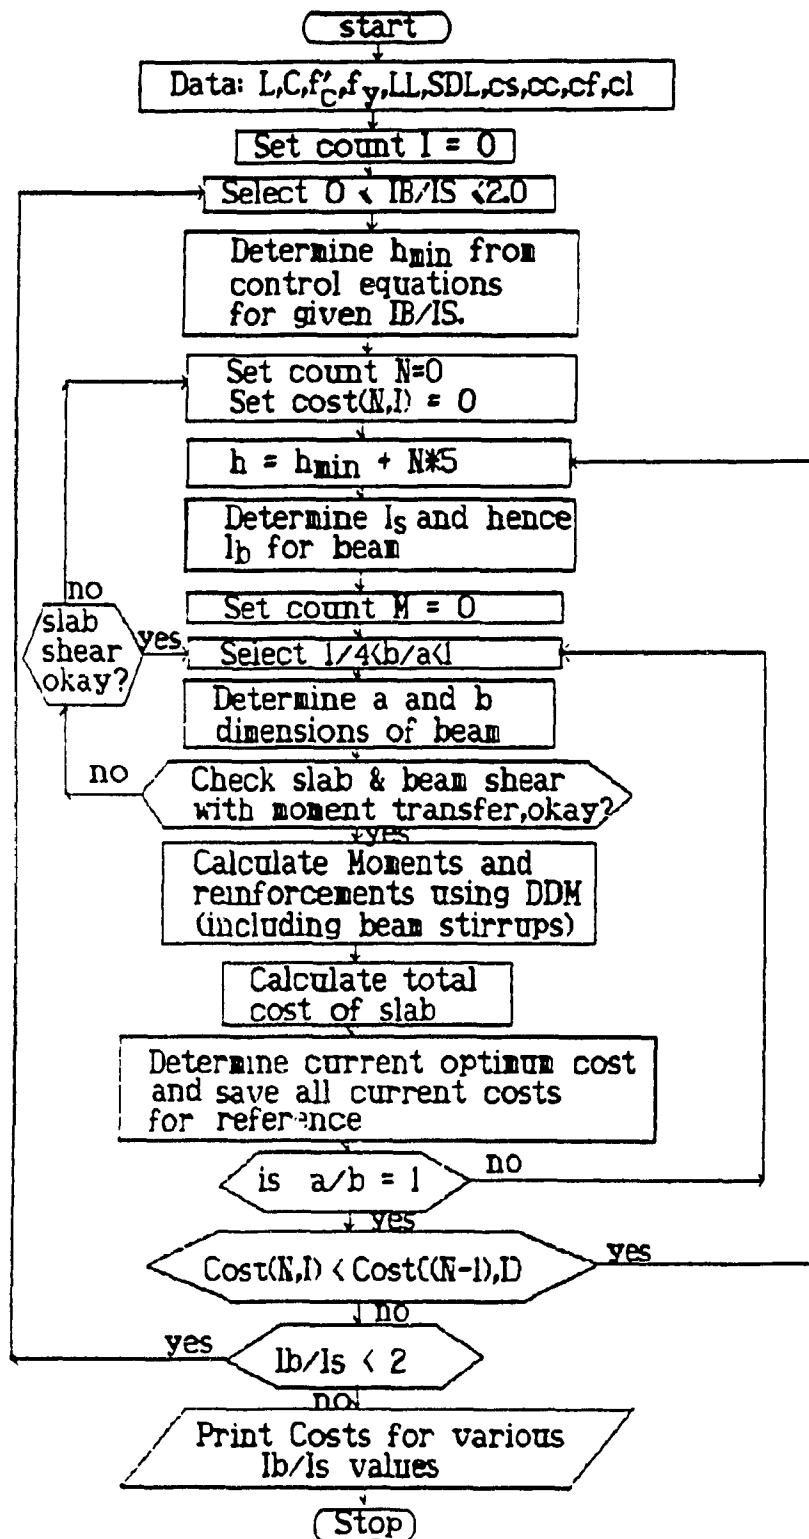 start
Data: L,C,f'c,fy,LL,SDL,cs,cc,cf,cl
Set count I = 0
Select 0 < IB/IS < 2.0
Determine hmin from
control equations
for given IB/IS.
Set count N=0
Set cost(N,I) = 0
h = hmin + N*5
Determine Is and hence
Ib for beam
no
Set count M = 0
slab
shear
okay?
yes
Select 1/4<b/a<1
Determine a and b
dimensions of beam
no
Check slab & beam shear
with moment transfer,okay?
yes
Calculate Moments and
reinforcements using DDM
(including beam stirrups)
Calculate total
cost of slab
Determine current optimum cost
and save all current costs
for reference
is a/b = 1
no
yes
Cost(N,I) < Cost((N-1),I)
yes
no
yes
Ib/Is < 2
no
Print Costs for various
Ib/Is values
Stop